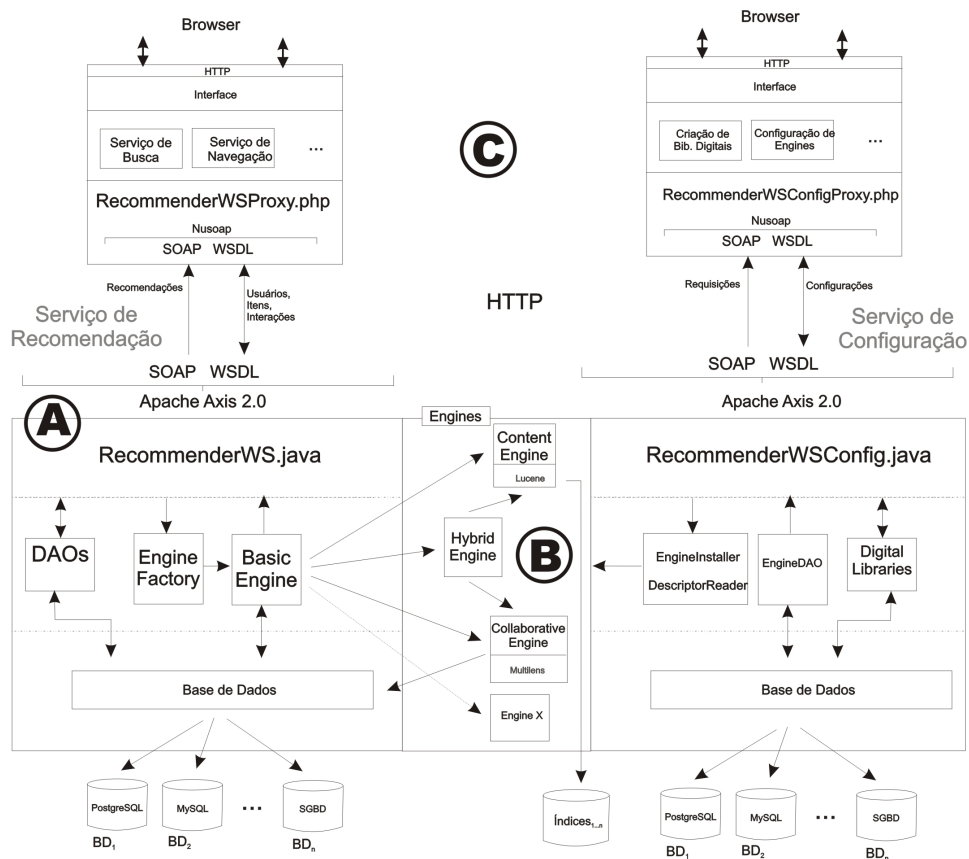 Browser
HTTP
Interface
Serviço de
Busca
Serviço de
Navegação
...
RecommenderWSProxy.php
Nusoap
SOAP WSDL
Recomendações
Usuários,
Itens,
Interações
Serviço de
Recomendação
SOAP WSDL
Apache Axis 2.0
C
HTTP
Browser
HTTP
Interface
Criação de
Bib. Digitais
Configuração de
Engines
...
RecommenderWSConfigProxy.php
Nusoap
SOAP WSDL
Requisições
Configurações
Serviço de
Configuração
SOAP WSDL
Apache Axis 2.0
A
RecommenderWS.java
DAOs
Engine
Factory
Basic
Engine
Base de Dados
PostgreSQL
BD1
MySQL
BD2
...
SGBD
BDn
Engines
Content
Engine
Lucene
Hybrid
Engine
B
Collaborative
Engine
Multilens
Engine X
Índices1...n
RecommenderWSConfig.java
EngineInstaller
DescriptorReader
EngineDAO
Digital
Libraries
Base de Dados
PostgreSQL
BD1
MySQL
BD2
...
SGBD
BDn